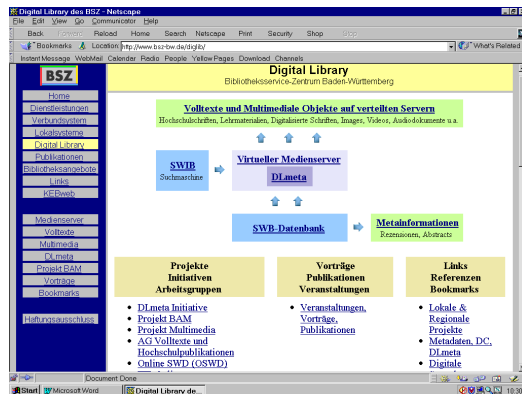 Digital Library des BSZ - Netscape
File Edit View Go Communicator Help
Back Forward Reload Home Search Netscape Print Security Shop Stop
Bookmarks Location: http://www.bsz-bw.de/diglib/ What's Related
Instant Message WebMail Calendar Radio People Yellow Pages Download Channels
BSZ
Home
Dienstleistungen
Verbundsystem
Lokalsysteme
Digital Library
Publikationen
Bibliotheksangebote
Links
KEBweb
Medienserver
Volltexte
Multimedia
DLmeta
Projekt BAM
Vorträge
Bookmarks
Haftungsausschluss
Digital Library
Bibliotheksservice-Zentrum Baden-Württemberg
Volltexte und Multimediale Objekte auf verteilten Servern
Hochschulschriften, Lehrmaterialien, Digitalisierte Schriften, Images, Videos, Audiodokumente u.a.
SWIB
Suchmaschine
Virtueller Medienserver
DLmeta
SWB-Datenbank
Metainformationen
Rezensionen, Abstracts
Projekte
Initiativen
Arbeitsgruppen
DLmeta Initiative
Projekt BAM
Projekt Multimedia
AG Volltexte und
Hochschulpublikationen
Online SWD (OSWD)
Vorträge
Publikationen
Veranstaltungen
Veranstaltungen,
Vorträge,
Publikationen
Links
Referenzen
Bookmarks
Lokale &
Regionale
Projekte
Metadaten, DC,
DLmeta
Digitale
Document Done
Start Microsoft Word Digital Library de... 10:30